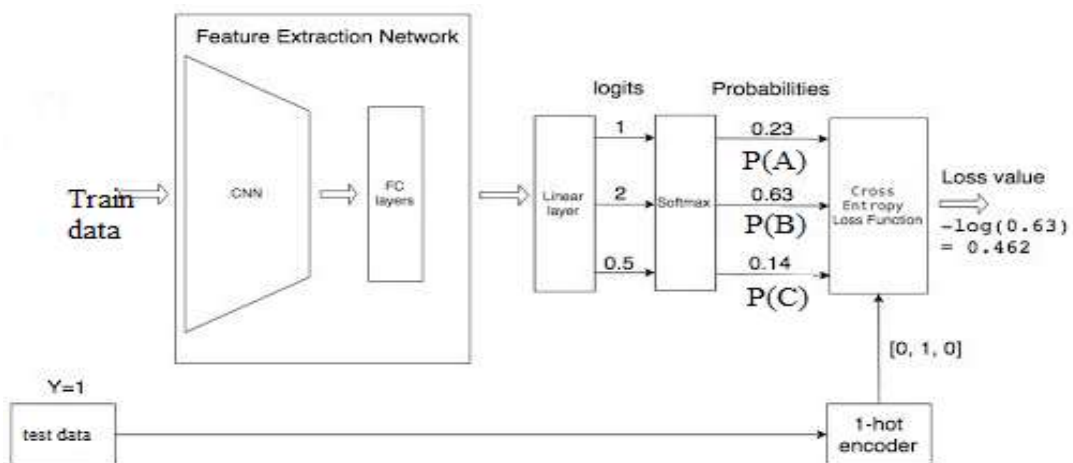 Feature Extraction Network
CNN
FC
layers
Train
data
logits
Probabilities
Linear
layer
1
2
0.5
Softmax
0.23
P(A)
0.63
P(B)
0.14
P(C)
Cross
Entropy
Loss Function
Loss value
-log(0.63)
= 0.462
[0, 1, 0]
Y=1
test data
1-hot
encoder